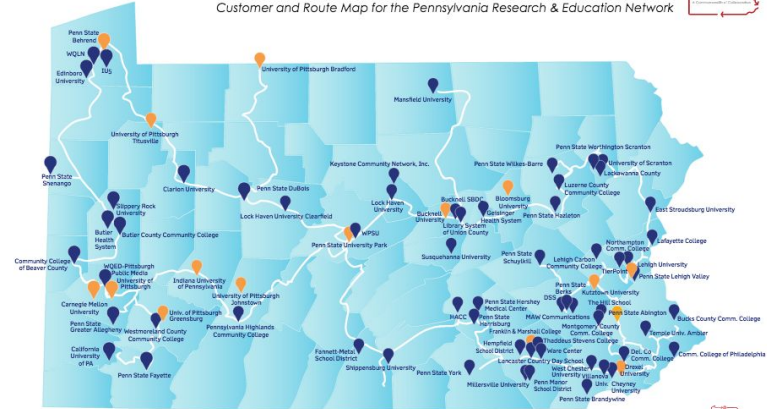 Customer and Route Map for the Pennsylvania Research & Education Network
Penn State
Behrend
WQLN
IU5
Edinboro
University
University of Pittsburgh Bradford
Mansfield University
University of Pittsburgh
Titusville
Penn State
Shenango
Clarion University
Keystone Community Network, Inc.
Penn State Wilkes-Barre
Penn State Worthington Scranton
University of Scranton
Lackawanna County
Luzerne County
Community College
Penn State DuBois
Lock Haven University Clearfield
Lock Haven
University
Bucknell SBDC
Bucknell
University
Library System
of Union County
Bloomsburg
University
Geisinger
Health System
Penn State Hazleton
East Stroudsburg University
Slippery Rock
University
Butler
Health
System
Butler County Community College
WPSU
Penn State University Park
Susquehanna University
Penn State
Schuylkill
Lehigh Carbon
Community College
Northampton
Comm. College
Lafayette College
Lehigh University
TierPoint
Penn State Lehigh Valley
Community College
of Beaver County
WQED-Pittsburgh
Public Media
University of
Pittsburgh
Indiana University
of Pennsylvania
University of Pittsburgh
Johnstown
Carnegie Mellon
University
Penn State
Greater Allegheny
Univ. of Pittsburgh
Greensburg
Westmoreland County
Community College
Pennsylvania Highlands
Community College
California
University
of PA
Penn State Fayette
Fannett-Metal
School District
Shippensburg University
HACC
Penn State Hershey
Medical Center
Penn State
Harrisburg
Penn State
Berks
Kutztown University
DSS
The Hill School
MAW Communications
Penn State Abington
Montgomery County
Comm. College
Bucks County Comm. College
Temple Univ. Ambler
Franklin & Marshall College
Thaddeus Stevens College
Hempfield
School District
Ware Center
Lancaster Country Day School
Del. Co
Comm. College
Comm. College of Philadelphia
Penn State York
Millersville University
Penn Manor
School District
West Chester
Univ.
Villanova
Univ.
Drexel
University
Cheyney
University
Penn State Brandywine